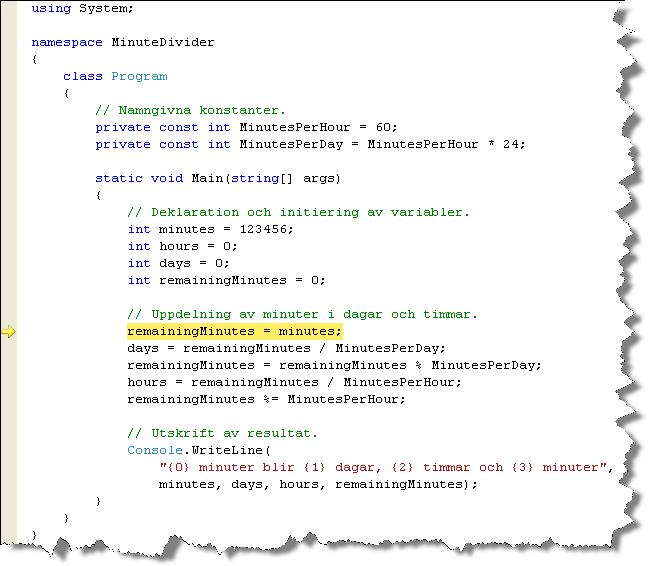 using System;

namespace MinuteDivider
{
    class Program
    {
        // Namngivna konstanter.
        private const int MinutesPerHour = 60;
        private const int MinutesPerDay = MinutesPerHour * 24;

        static void Main(string[] args)
        {
            // Deklaration och initiering av variabler.
            int minutes = 123456;
            int hours = 0;
            int days = 0;
            int remainingMinutes = 0;

            // Uppdelning av minuter i dagar och timmar.
            remainingMinutes = minutes;
            days = remainingMinutes / MinutesPerDay;
            remainingMinutes = remainingMinutes % MinutesPerDay;
            hours = remainingMinutes / MinutesPerHour;
            remainingMinutes %= MinutesPerHour;

            // Utskrift av resultat.
            Console.WriteLine(
                "{0} minuter blir {1} dagar, {2} timmar och {3} minuter",
                minutes, days, hours, remainingMinutes);
        }
    }
}